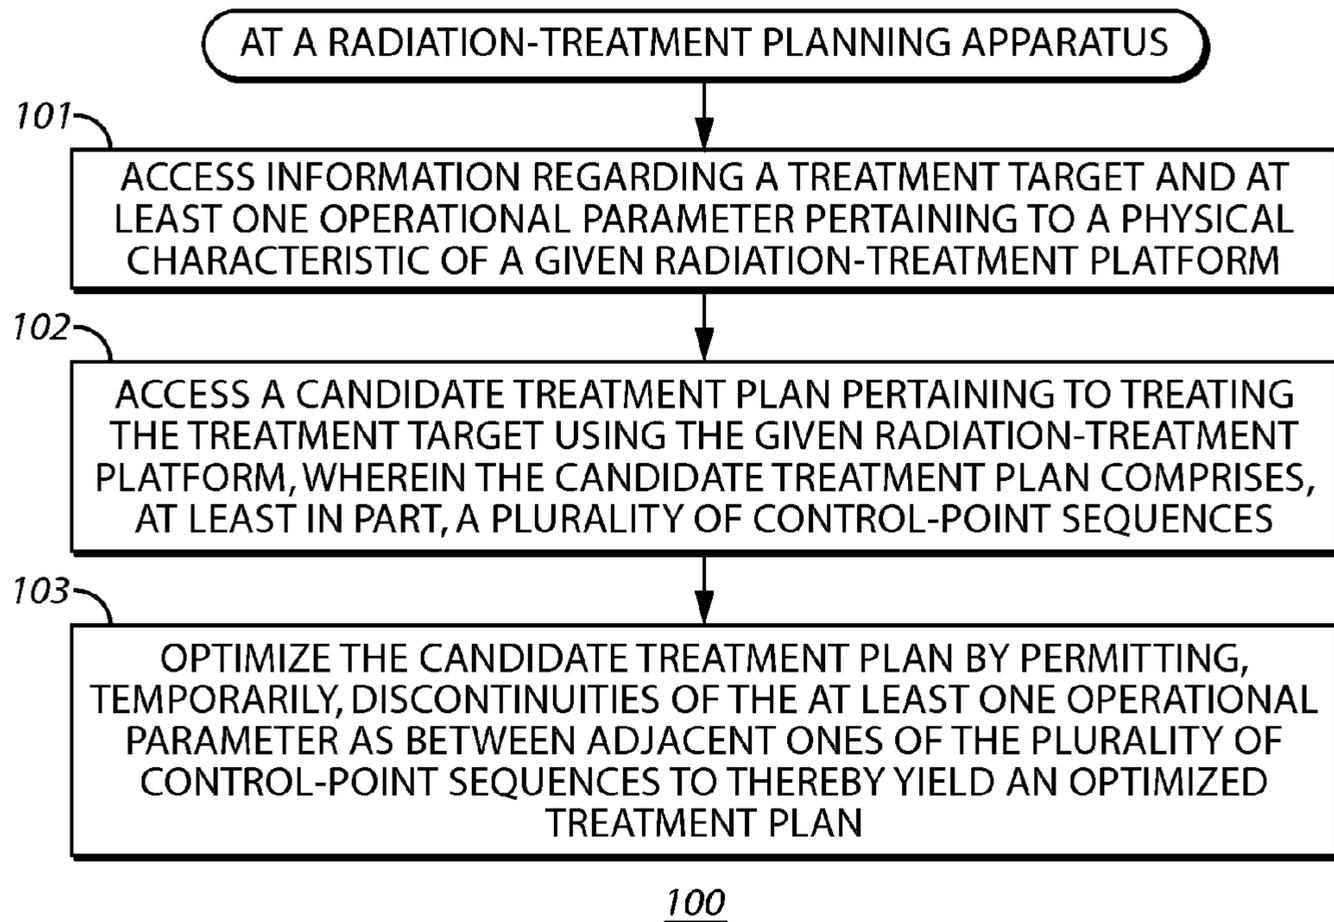 AT A RADIATION-TREATMENT PLANNING APPARATUS
101
ACCESS INFORMATION REGARDING A TREATMENT TARGET AND AT
LEAST ONE OPERATIONAL PARAMETER PERTAINING TO A PHYSICAL
CHARACTERISTIC OF A GIVEN RADIATION-TREATMENT PLATFORM
102
ACCESS A CANDIDATE TREATMENT PLAN PERTAINING TO TREATING
THE TREATMENT TARGET USING THE GIVEN RADIATION-TREATMENT
PLATFORM, WHEREIN THE CANDIDATE TREATMENT PLAN COMPRISES,
AT LEAST IN PART, A PLURALITY OF CONTROL-POINT SEQUENCES
103
OPTIMIZE THE CANDIDATE TREATMENT PLAN BY PERMITTING,
TEMPORARILY, DISCONTINUITIES OF THE AT LEAST ONE OPERATIONAL
PARAMETER AS BETWEEN ADJACENT ONES OF THE PLURALITY OF
CONTROL-POINT SEQUENCES TO THEREBY YIELD AN OPTIMIZED
TREATMENT PLAN
100